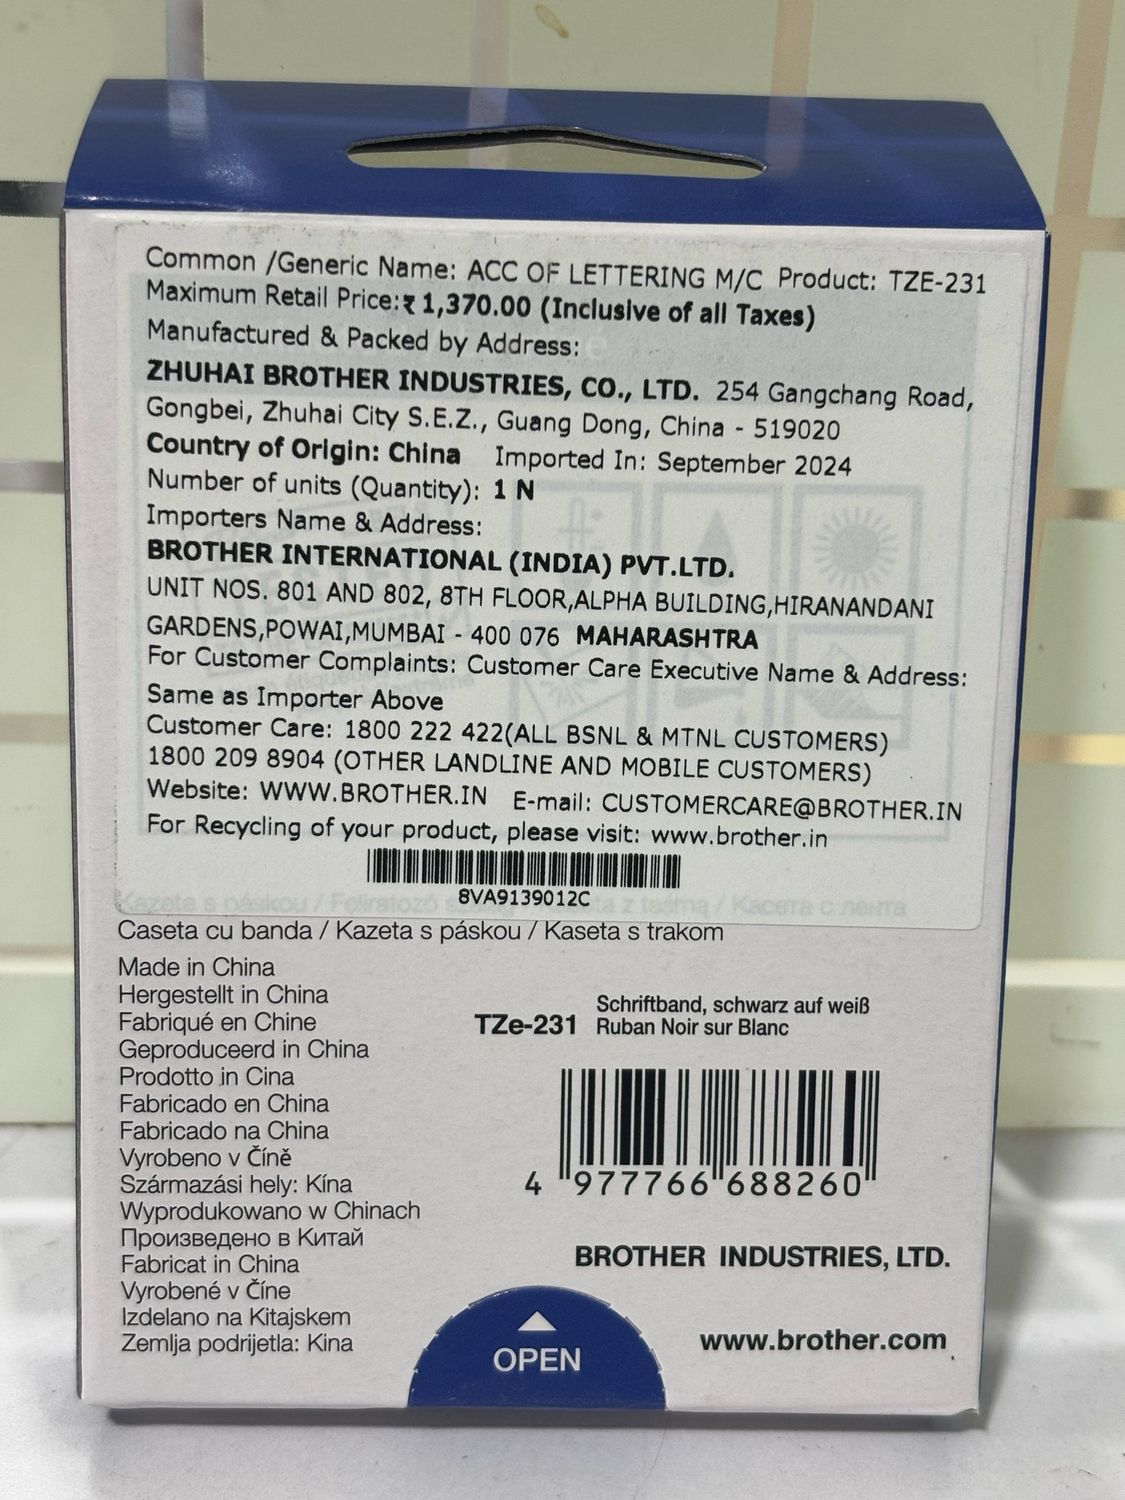 Common /Generic Name: ACC OF LETTERING M/C Product: TZE-231
Maximum Retail Price:₹ 1,370.00 (Inclusive of all Taxes)
Manufactured & Packed by Address:
ZHUHAI BROTHER INDUSTRIES, CO., LTD. 254 Gangchang Road,
Gongbei, Zhuhai City S.E.Z., Guang Dong, China - 519020
Country of Origin: China Imported In: September 2024
Number of units (Quantity): 1 N
Importers Name & Address:
BROTHER INTERNATIONAL (INDIA) PVT.LTD.
UNIT NOS. 801 AND 802, 8TH FLOOR,ALPHA BUILDING,HIRANANDANI
GARDENS,POWAI,MUMBAI - 400 076 MAHARASHTRA
For Customer Complaints: Customer Care Executive Name & Address:
Same as Importer Above
Customer Care: 1800 222 422(ALL BSNL & MTNL CUSTOMERS)
1800 209 8904 (OTHER LANDLINE AND MOBILE CUSTOMERS)
Website: WWW.BROTHER.IN E-mail: CUSTOMERCARE@BROTHER.IN
For Recycling of your product, please visit: www.brother.in
8VA9139012C
Kazeta s páskou / Feliratozó szalag / Kaseta z taśmą / Кассета с лента
Caseta cu banda / Kazeta s páskou / Kaseta s trakom
Made in China
Hergestellt in China
Fabriqué en Chine
Geproduceerd in China
Prodotto in Cina
Fabricado en China
Fabricado na China
Vyrobeno v Číně
Származási hely: Kína
Wyprodukowano w Chinach
Произведено в Китай
Fabricat in China
Vyrobené v Číne
Izdelano na Kitajskem
Zemlja podrijetla: Kina
TZe-231 Schriftband, schwarz auf weiß
Ruban Noir sur Blanc
4 977766 688260
BROTHER INDUSTRIES, LTD.
www.brother.com
OPEN